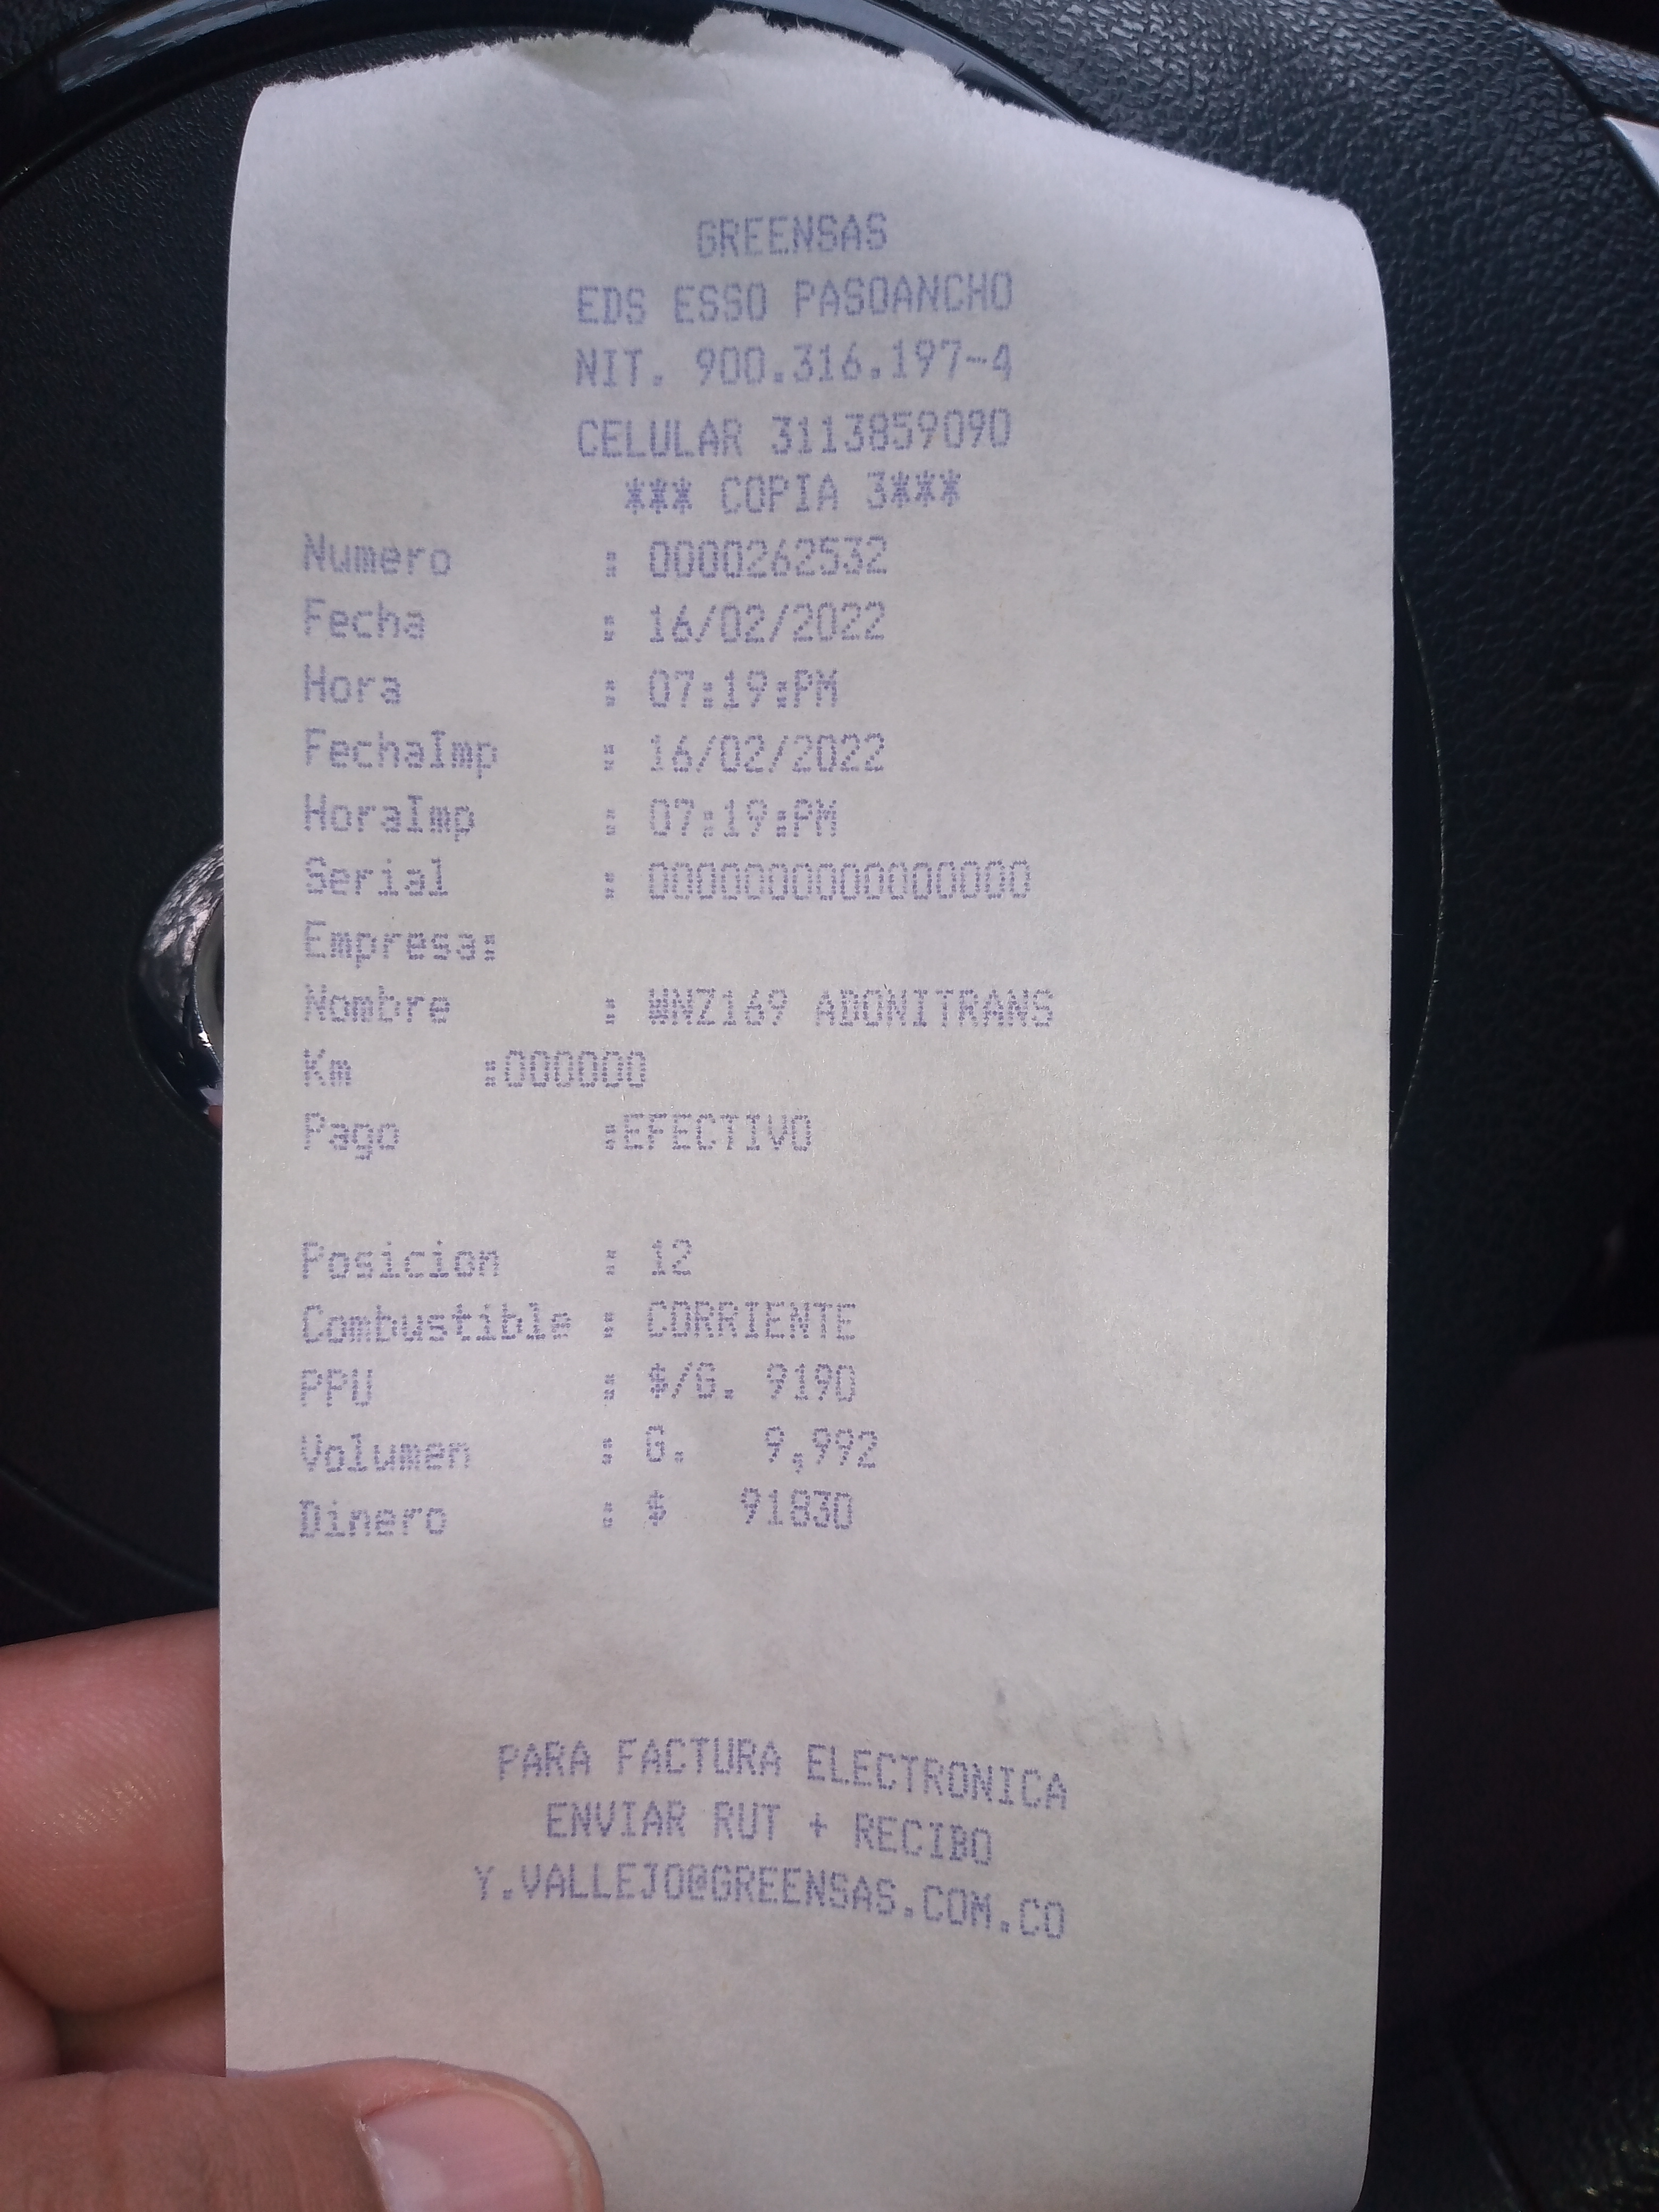 GREENSAS
EDS ESSO PASOANCHO
NIT. 900.316.197-4
CELULAR 3113859090
*** COPIA 3***
Numero : 0000262532
Fecha : 16/02/2022
Hora : 07:19:PM
FechaImp : 16/02/2022
HoraImp : 07:19:PM
Serial : 0000000000000000
Empresa:
Nombre : ARONITRANS
Km :000000
Pago :EFECTIVO
Posicion : 12
Combustible : CORRIENTE
PPU : $/G. 9190
Volumen : G. 9.992
Dinero : $ 91830
PARA FACTURA ELECTRONICA
ENVIAR RUT + RECIBO
Y.VALLEJO@GREENSAS.COM.CO